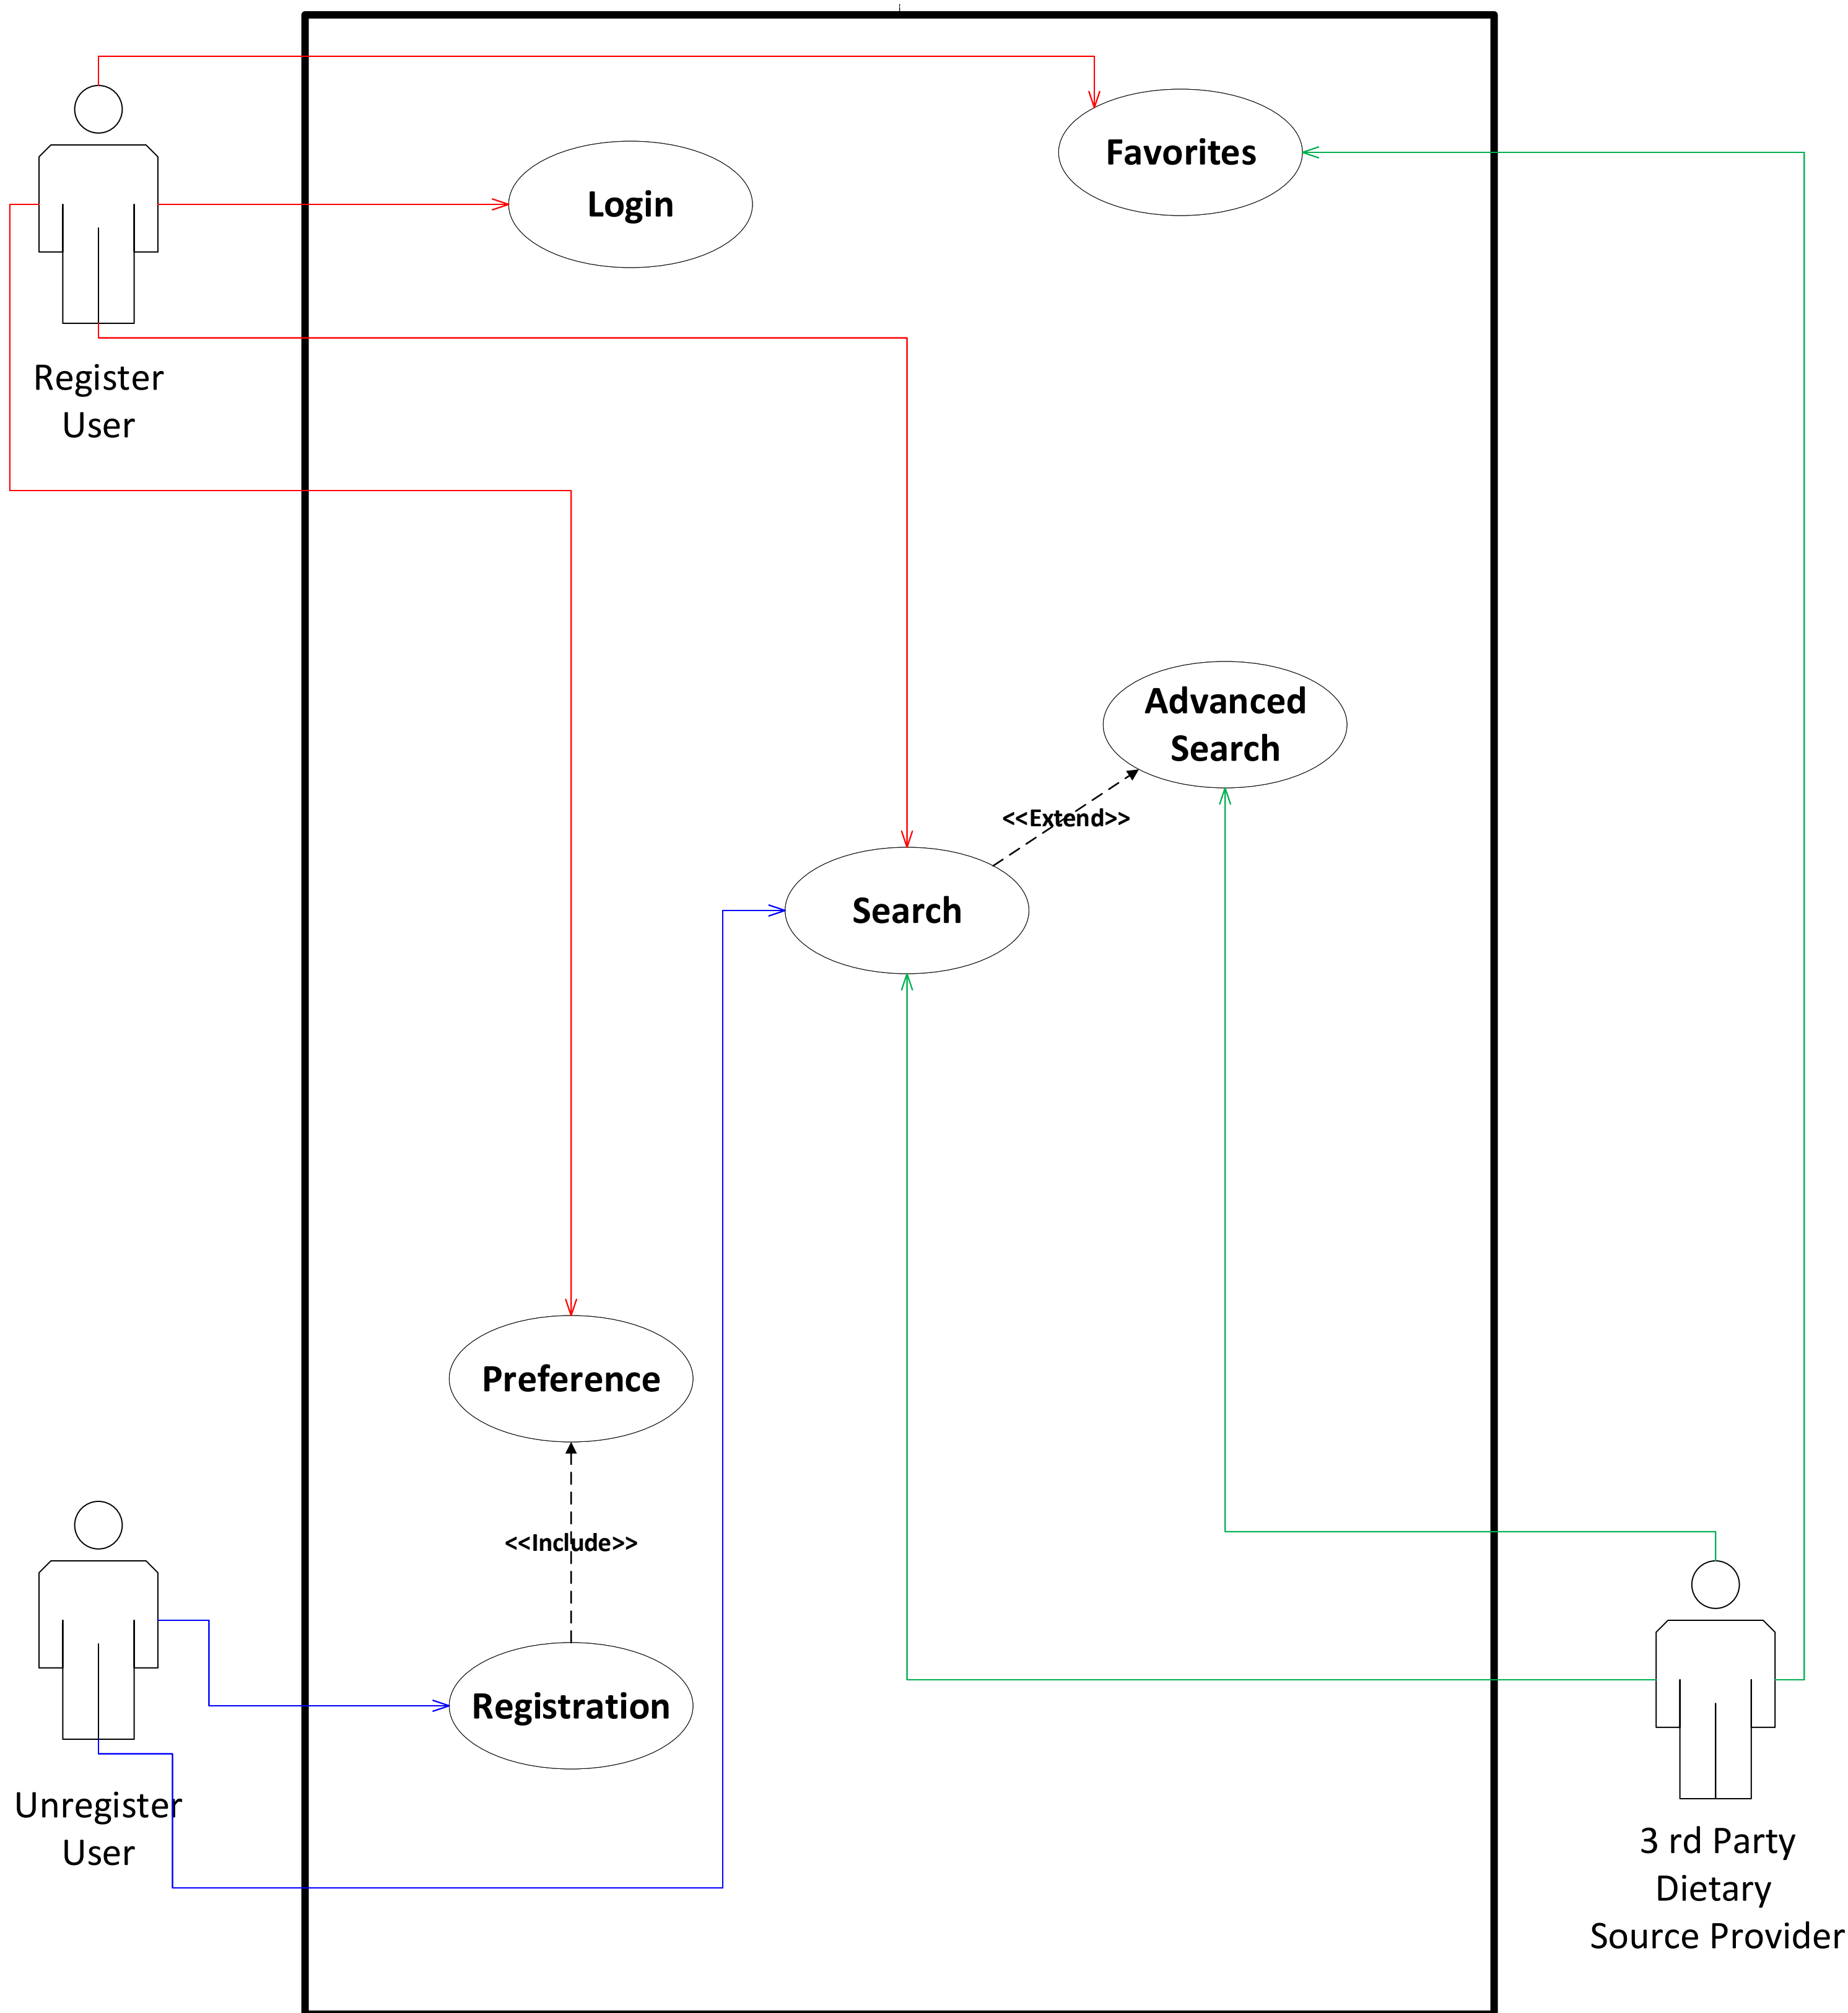 Favorites
Login
Register
User
Advanced
Search
<<Extend>>
Search
Preference
<<Include>>
Registration
Unregister
User
3 rd Party
Dietary
Source Provider